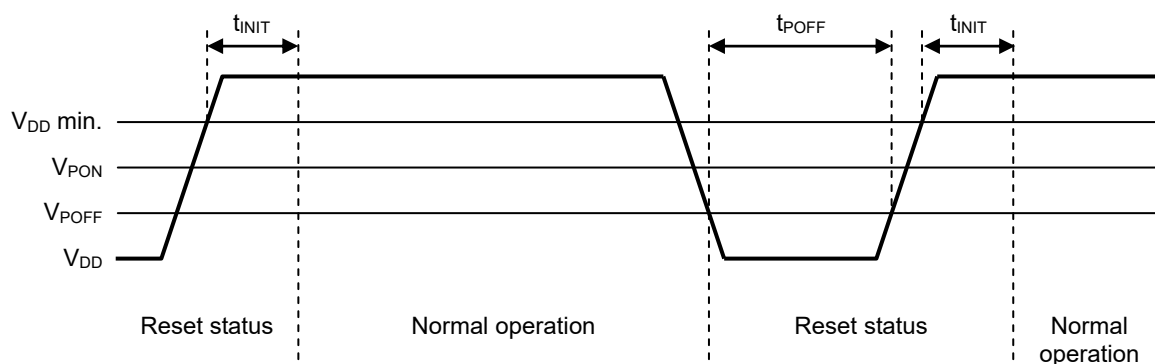 tINIT
tPOFF
tINIT
VDD min.
VPON
VPOFF
VDD
Reset status
Normal operation
Reset status
Normal
operation